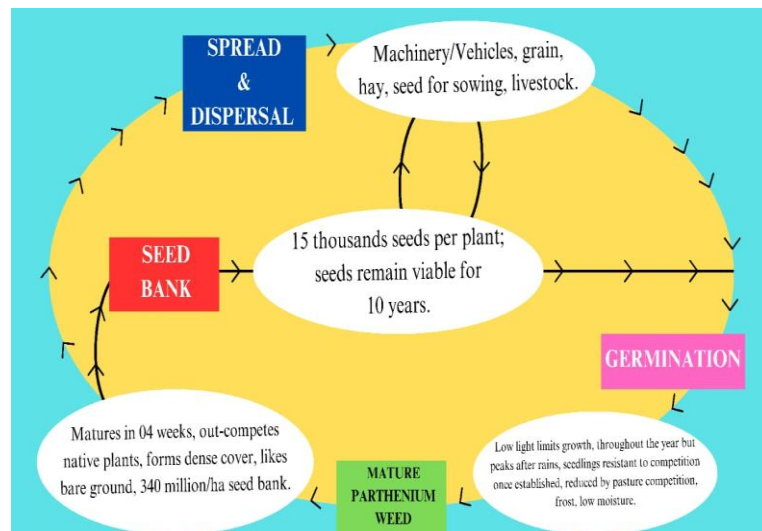 SPREAD
&
DISPERSAL
Machinery/Vehicles, grain,
hay, seed for sowing, livestock.
SEED
BANK
15 thousands seeds per plant;
seeds remain viable for
10 years.
GERMINATION
Low light limits growth, throughout the year but
peaks after rains, seedlings resistant to competition
once established, reduced by pasture competition,
frost, low moisture.
MATURE
PARTHENIUM
WEED
Matures in 04 weeks, out-competes
native plants, forms dense cover, likes
bare ground, 340 million/ha seed bank.